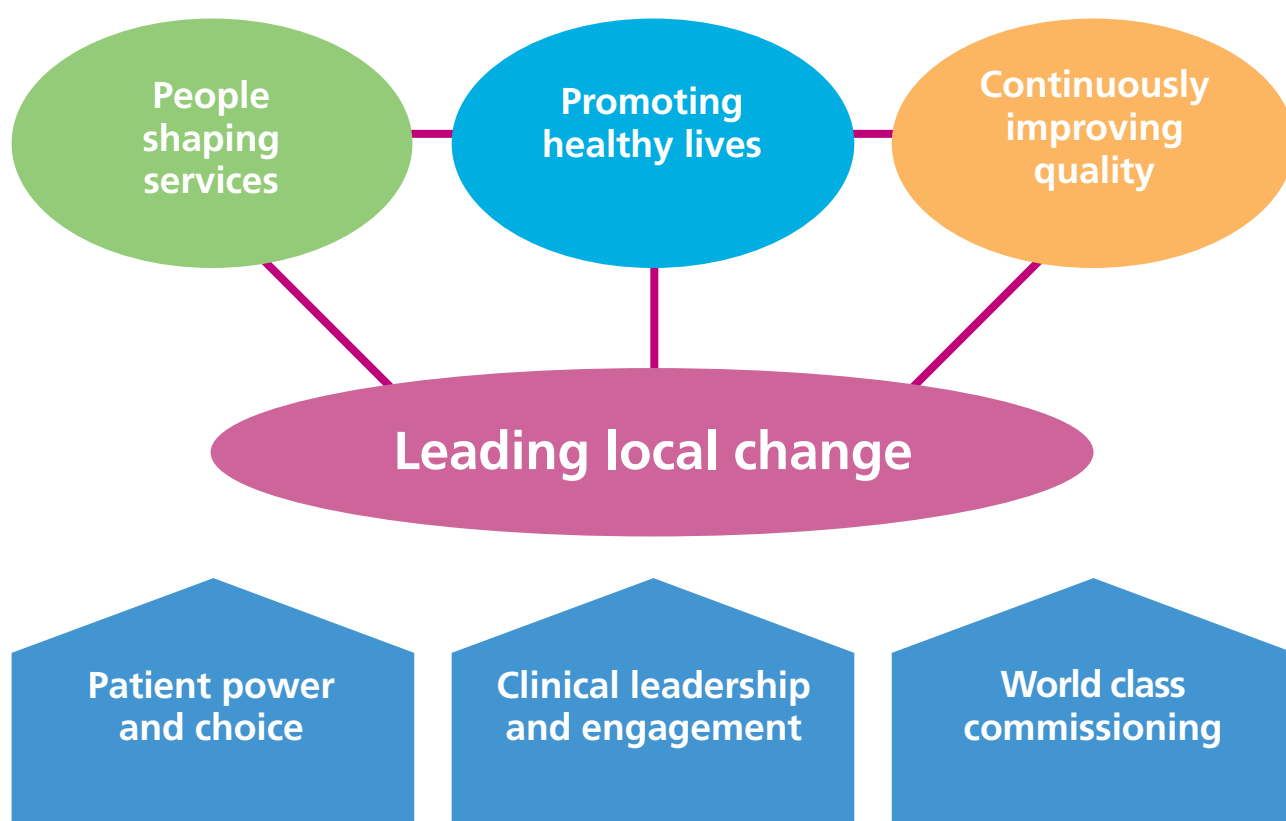 People
shaping
services
Promoting
healthy lives
Continuously
improving
quality
Leading local change
Patient power
and choice
Clinical leadership
and engagement
World class
commissioning